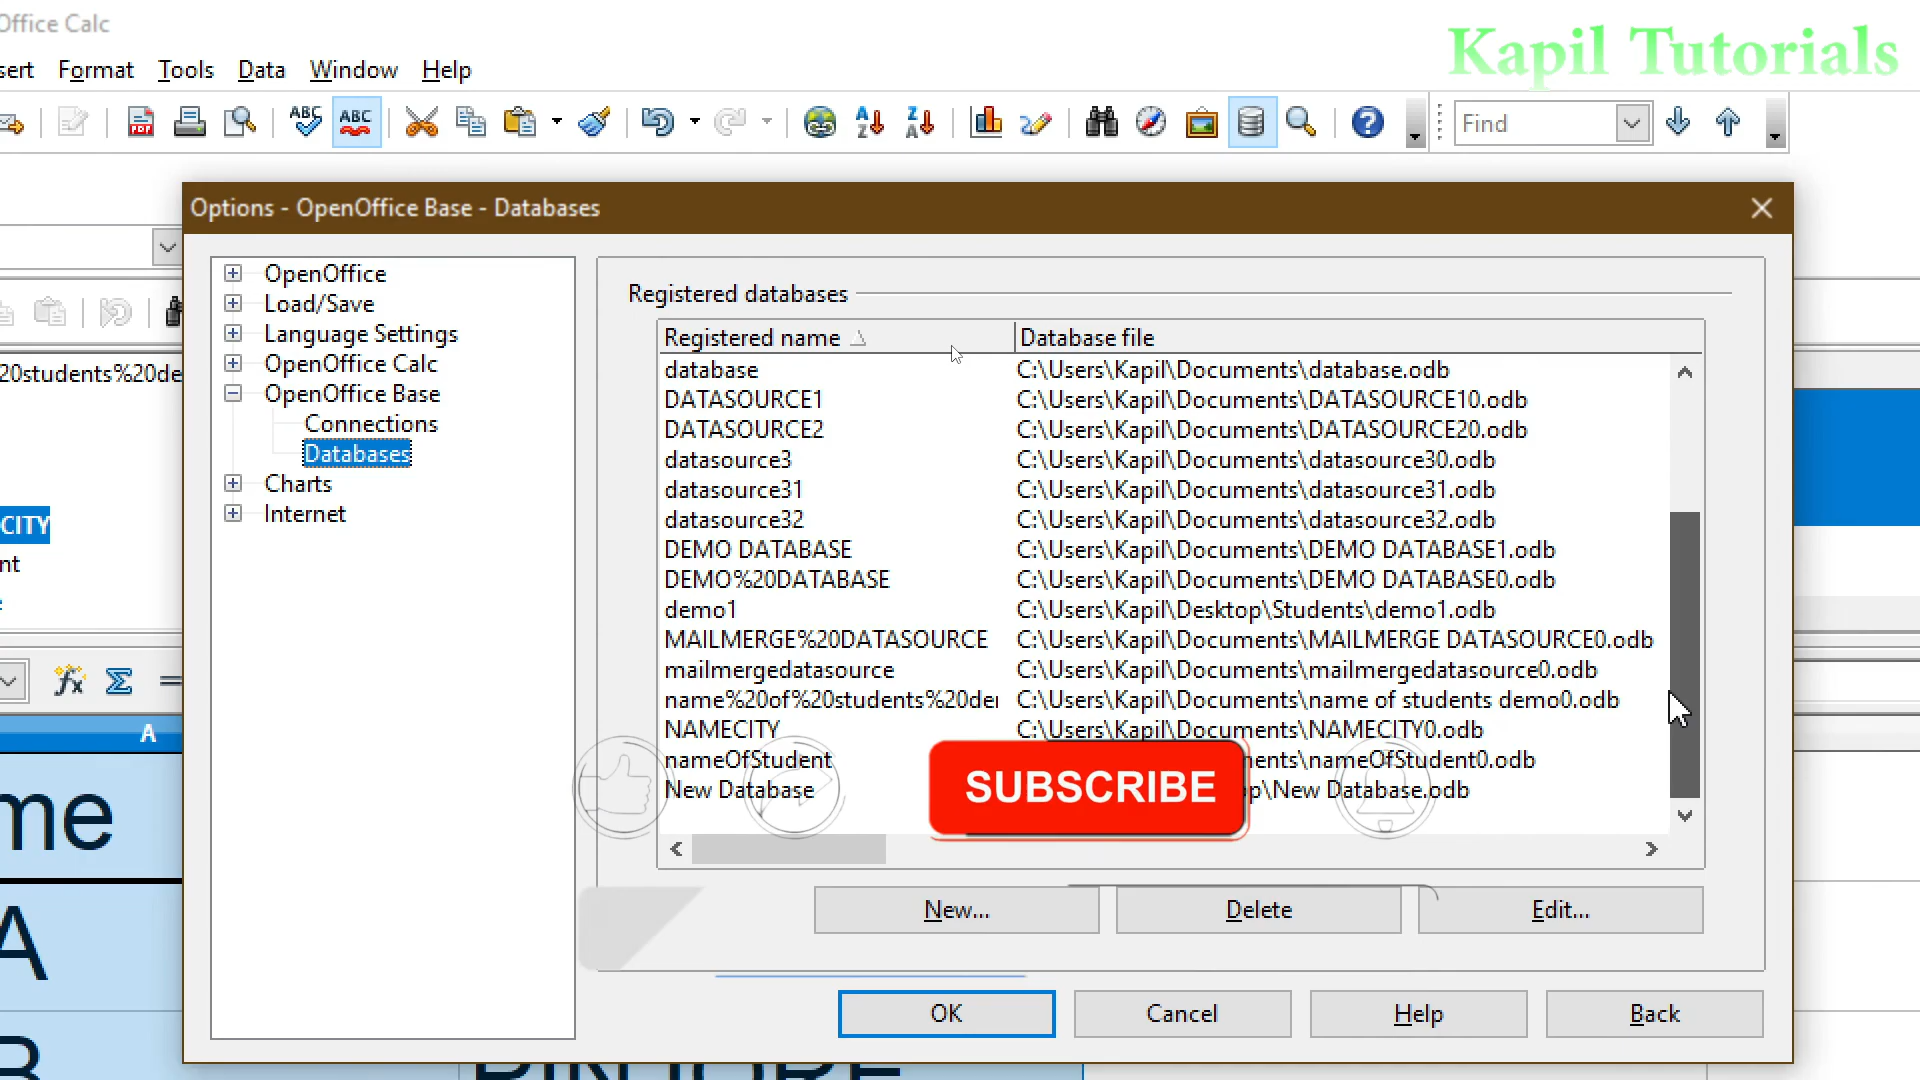 Office Calc
Kapil Tutorials
sert Format Tools Data Window Help
PDF ABC ABC A Z Z A Find
Options - OpenOffice Base - Databases
OpenOffice
Load/Save
Language Settings
OpenOffice Calc
OpenOffice Base
Connections
Databases
Charts
Internet
Registered databases
Registered name Database file
database C:\Users\Kapil\Documents\database.odb
DATASOURCE1 C:\Users\Kapil\Documents\DATASOURCE10.odb
DATASOURCE2 C:\Users\Kapil\Documents\DATASOURCE20.odb
datasource3 C:\Users\Kapil\Documents\datasource30.odb
datasource31 C:\Users\Kapil\Documents\datasource31.odb
datasource32 C:\Users\Kapil\Documents\datasource32.odb
DEMO DATABASE C:\Users\Kapil\Documents\DEMO DATABASE1.odb
DEMO%20DATABASE C:\Users\Kapil\Documents\DEMO DATABASE0.odb
demo1 C:\Users\Kapil\Desktop\Students\demo1.odb
MAILMERGE%20DATASOURCE C:\Users\Kapil\Documents\MAILMERGE DATASOURCE0.odb
mailmergedatasource C:\Users\Kapil\Documents\mailmergedatasource0.odb
name%20of%20students%20der C:\Users\Kapil\Documents\name of students demo0.odb
NAMECITY C:\Users\Kapil\Documents\NAMECITY0.odb
nameOfStudent ents\nameOfStudent0.odb
New Database p\New Database.odb
SUBSCRIBE
New... Delete Edit...
OK Cancel Help Back
20students%20de
CITY
nt
fx Σ =
A
me
A
B